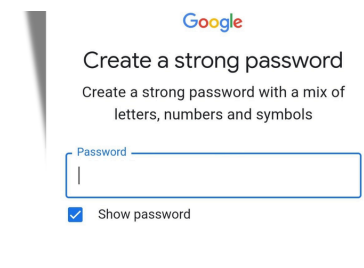 Google
Create a strong password
Create a strong password with a mix of
letters, numbers and symbols
Password
Show password